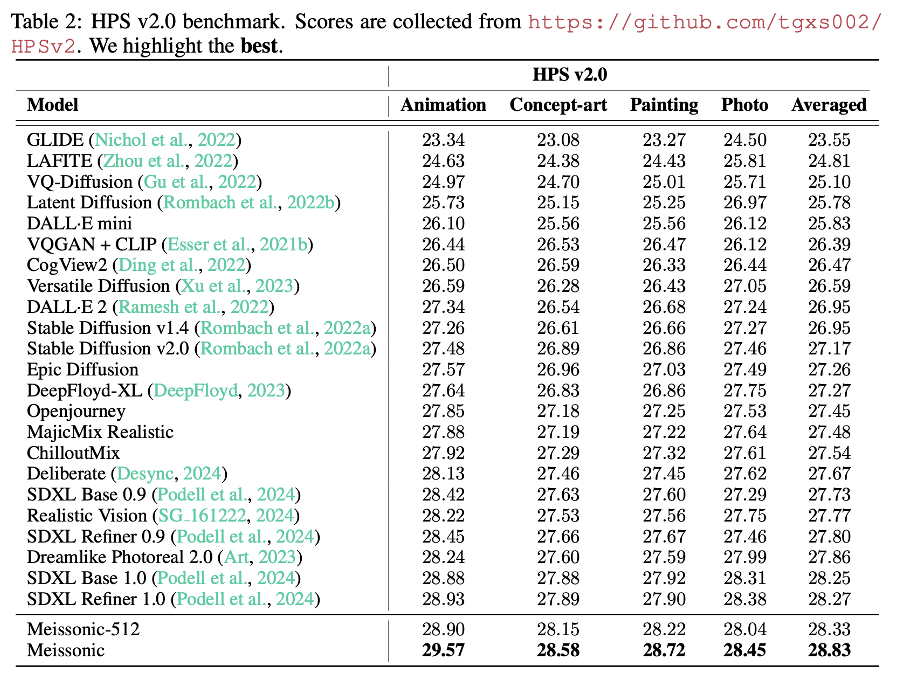 Table 2: HPS v2.0 benchmark. Scores are collected from https://github.com/tgxs002/
HPSv2. We highlight the best.
HPS v2.0
Model Animation Concept-art Painting Photo Averaged
GLIDE (Nichol et al., 2022) 23.34 23.08 23.27 24.50 23.55
LAFITE (Zhou et al., 2022) 24.63 24.38 24.43 25.81 24.81
VQ-Diffusion (Gu et al., 2022) 24.97 24.70 25.01 25.71 25.10
Latent Diffusion (Rombach et al., 2022b) 25.73 25.15 25.25 26.97 25.78
DALL·E mini 26.10 25.56 25.56 26.12 25.83
VQGAN + CLIP (Esser et al., 2021b) 26.44 26.53 26.47 26.12 26.39
CogView2 (Ding et al., 2022) 26.50 26.59 26.33 26.44 26.47
Versatile Diffusion (Xu et al., 2023) 26.59 26.28 26.43 27.05 26.59
DALL·E 2 (Ramesh et al., 2022) 27.34 26.54 26.68 27.24 26.95
Stable Diffusion v1.4 (Rombach et al., 2022a) 27.26 26.61 26.66 27.27 26.95
Stable Diffusion v2.0 (Rombach et al., 2022a) 27.48 26.89 26.86 27.46 27.17
Epic Diffusion 27.57 26.96 27.03 27.49 27.26
DeepFloyd-XL (DeepFloyd, 2023) 27.64 26.83 26.86 27.75 27.27
Openjourney 27.85 27.18 27.25 27.53 27.45
MajicMix Realistic 27.88 27.19 27.22 27.64 27.48
ChilloutMix 27.92 27.29 27.32 27.61 27.54
Deliberate (Desync, 2024) 28.13 27.46 27.45 27.62 27.67
SDXL Base 0.9 (Podell et al., 2024) 28.42 27.63 27.60 27.29 27.73
Realistic Vision (SG_161222, 2024) 28.22 27.53 27.56 27.75 27.77
SDXL Refiner 0.9 (Podell et al., 2024) 28.45 27.66 27.67 27.46 27.80
Dreamlike Photoreal 2.0 (Art, 2023) 28.24 27.60 27.59 27.99 27.86
SDXL Base 1.0 (Podell et al., 2024) 28.88 27.88 27.92 28.31 28.25
SDXL Refiner 1.0 (Podell et al., 2024) 28.93 27.89 27.90 28.38 28.27
Meissonic-512 28.90 28.15 28.22 28.04 28.33
Meissonic 29.57 28.58 28.72 28.45 28.83